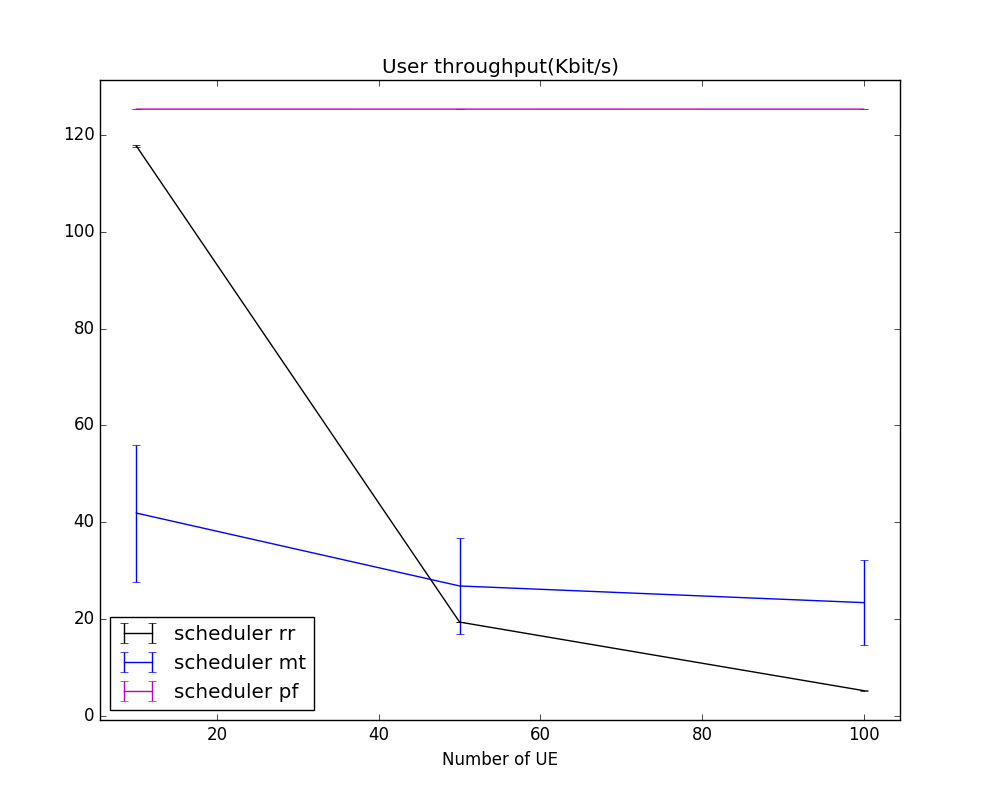 User throughput(Kbit/s)
120
100
80
60
40
20
0
scheduler rr
scheduler mt
scheduler pf
20 40 60 80 100
Number of UE